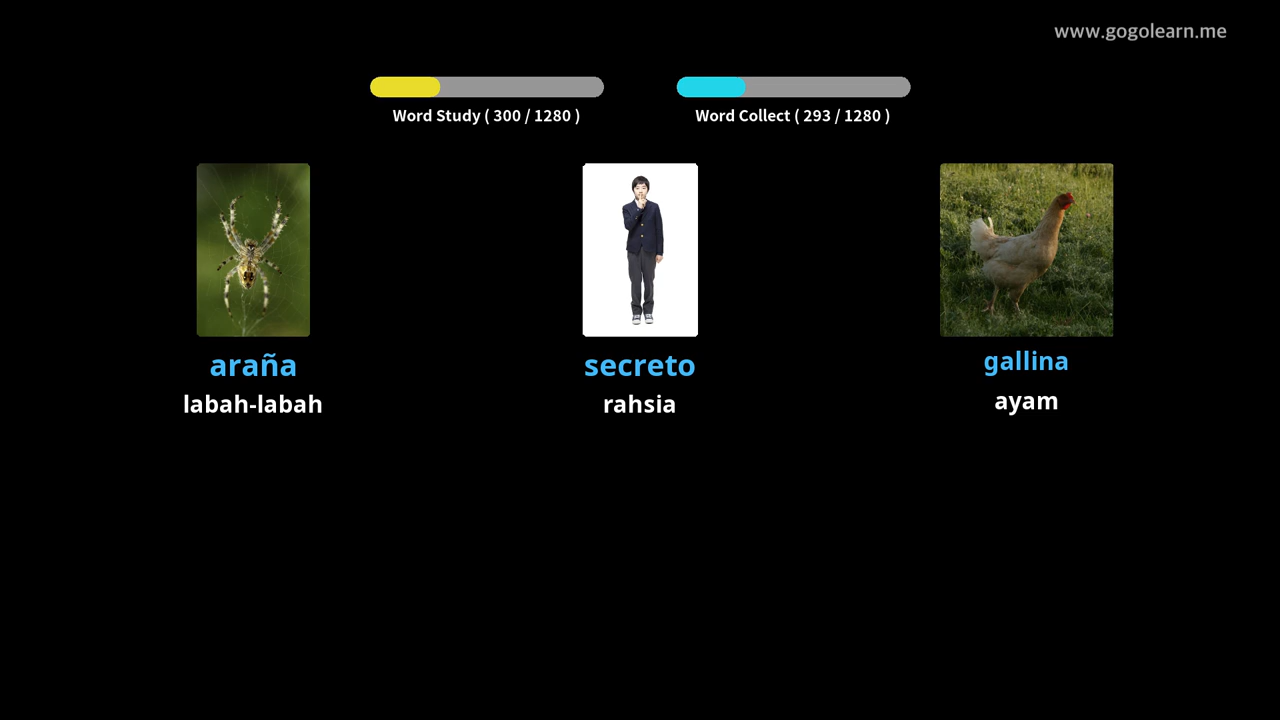 www.gogolearn.me
Word Study ( 300 / 1280 )
Word Collect ( 293 / 1280 )
araña
labah-labah
secreto
rahsia
gallina
ayam